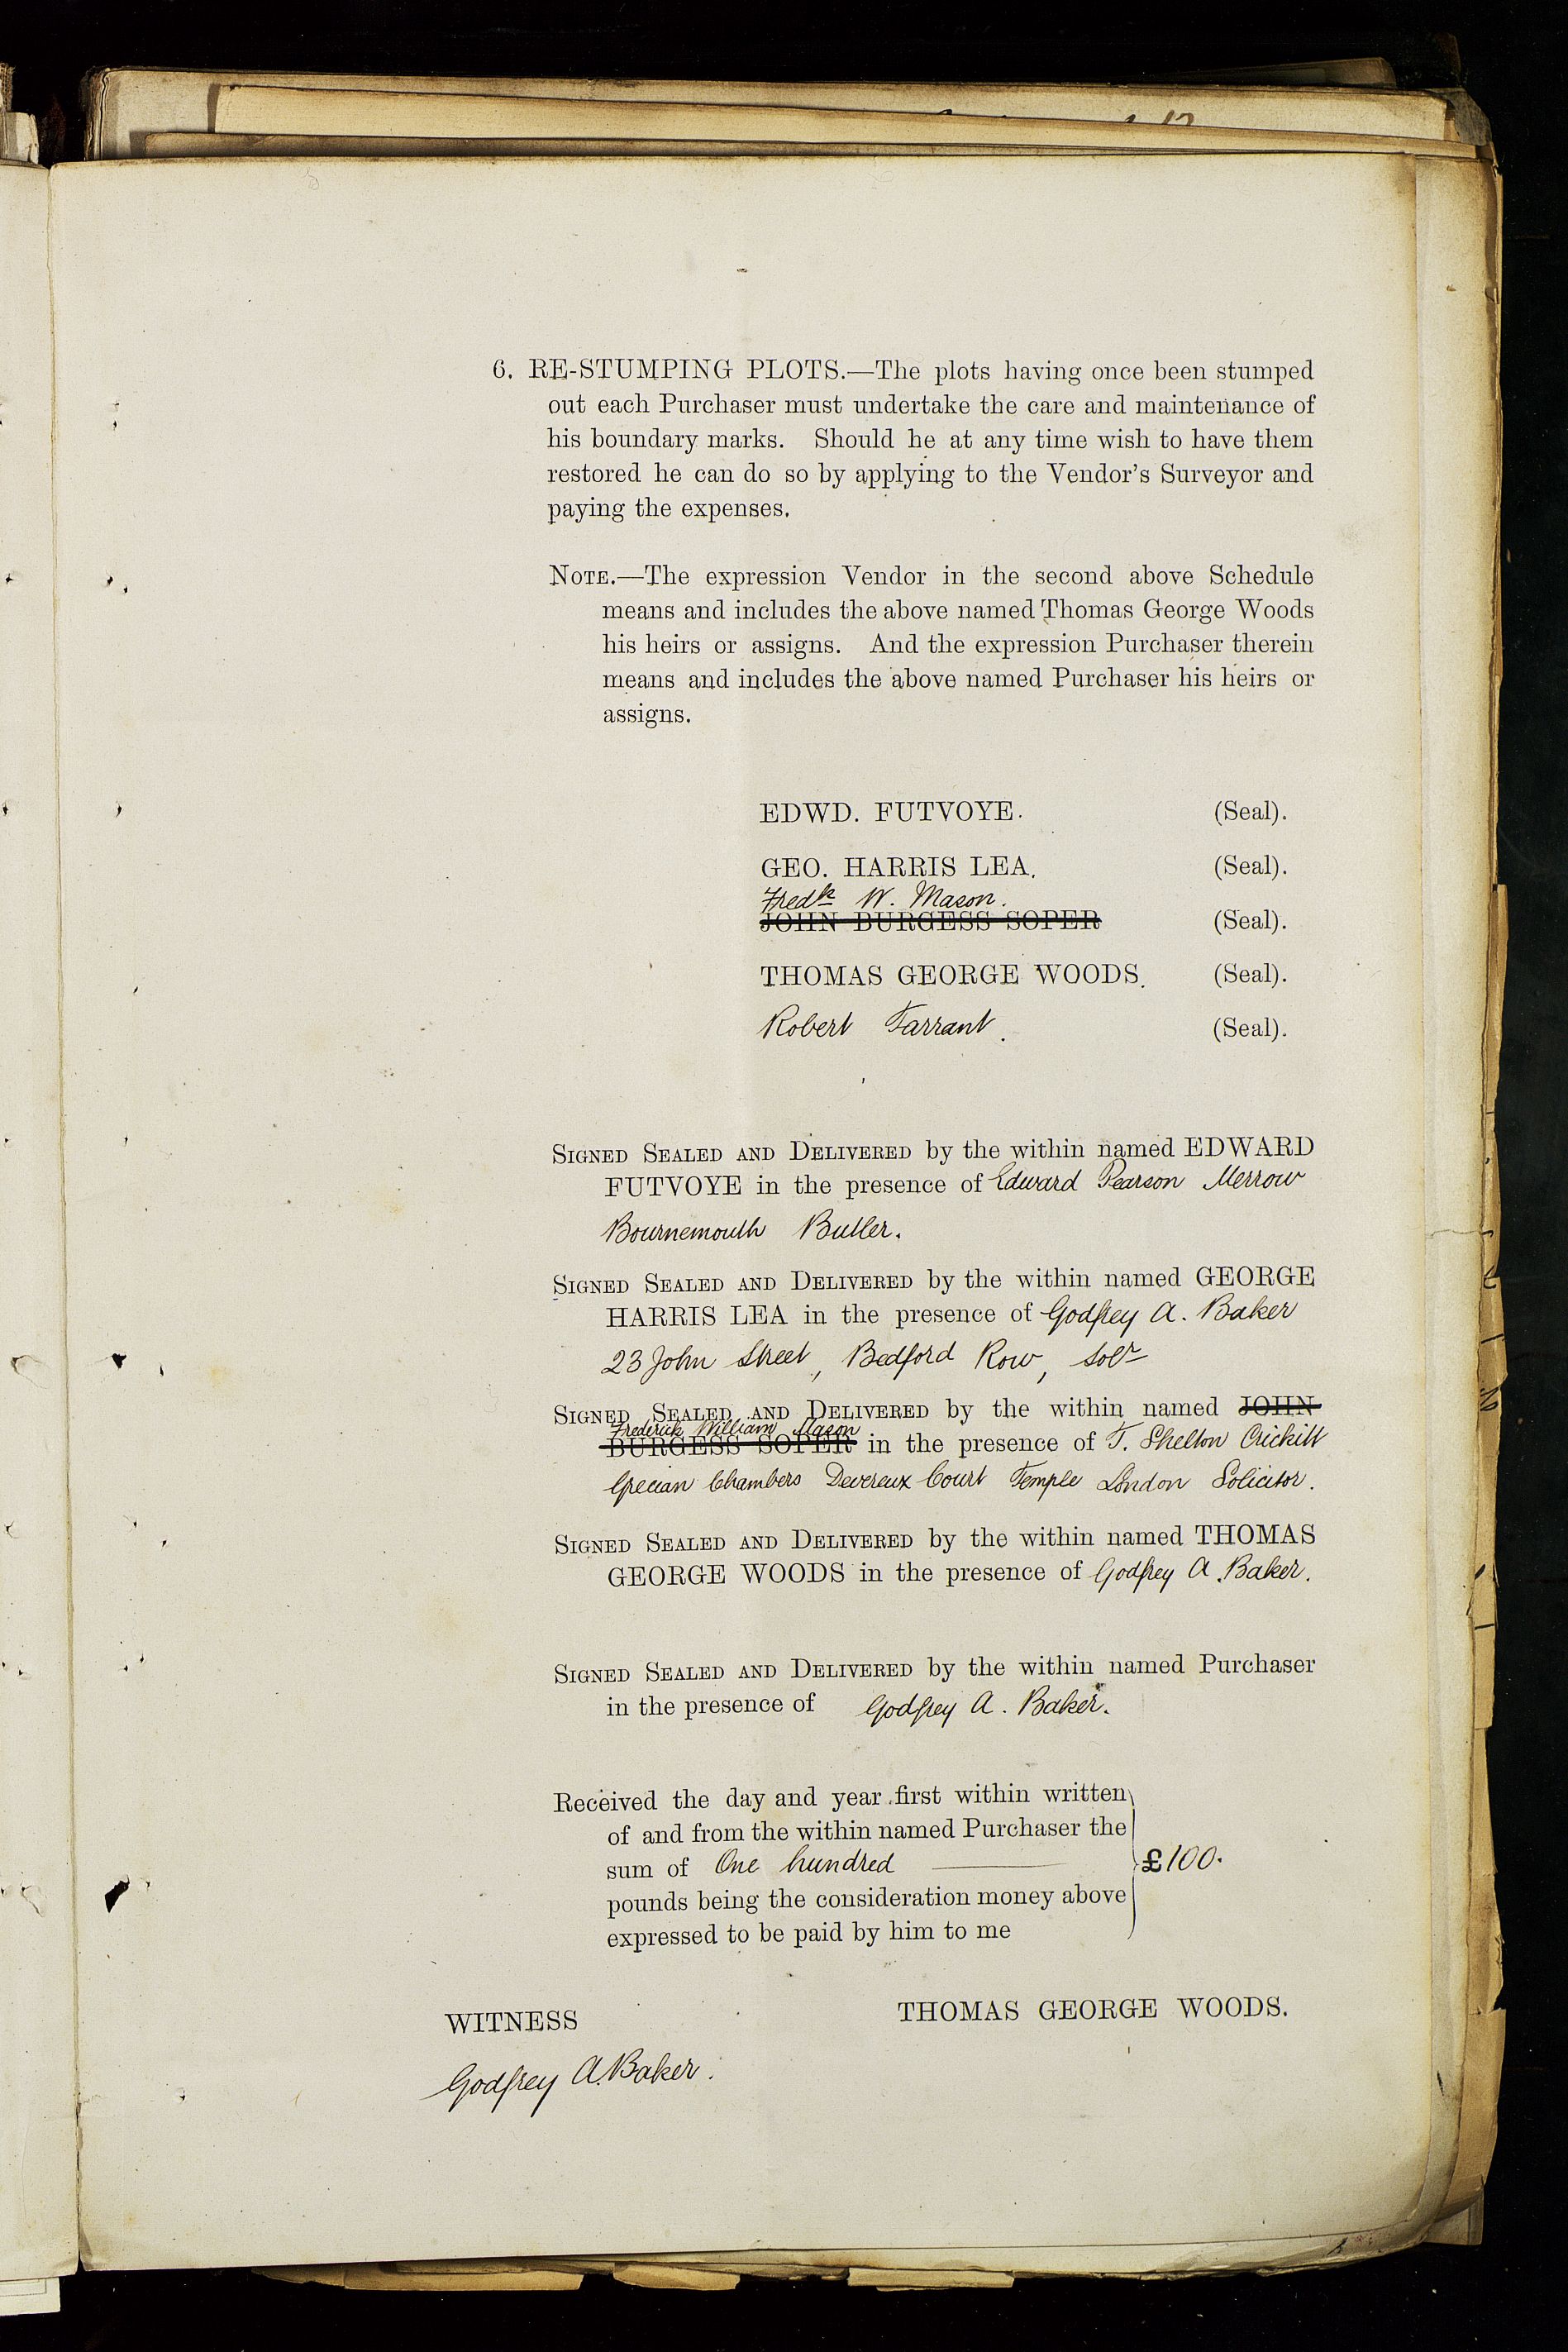 6. RE-STUMPING PLOTS.—The plots having once been stumped
out each Purchaser must undertake the care and maintenance of
his boundary marks. Should he at any time wish to have them
restored he can do so by applying to the Vendor's Surveyor and
paying the expenses.
NOTE.—The expression Vendor in the second above Schedule
means and includes the above named Thomas George Woods
his heirs or assigns. And the expression Purchaser therein
means and includes the above named Purchaser his heirs or
assigns.
EDWD. FUTVOYE. (Seal).
GEO. HARRIS LEA. (Seal).
Fredk W. Mason.
JOHN BURGESS SOPER (Seal).
THOMAS GEORGE WOODS. (Seal).
Robert Farrant. (Seal).
SIGNED SEALED AND DELIVERED by the within named EDWARD
FUTVOYE in the presence of Edward Pearson Merrow
Bournemouth Butler.
SIGNED SEALED AND DELIVERED by the within named GEORGE
HARRIS LEA in the presence of Godfrey A. Baker
23 John Street, Bedford Row, Solr
SIGNED SEALED AND DELIVERED by the within named JOHN
Frederick William Mason
BURGESS SOPER in the presence of T. Shelton Crickitt
Grecian Chambers Devereux Court Temple London Solicitor.
SIGNED SEALED AND DELIVERED by the within named THOMAS
GEORGE WOODS in the presence of Godfrey A. Baker.
SIGNED SEALED AND DELIVERED by the within named Purchaser
in the presence of Godfrey A. Baker.
Received the day and year first within written
of and from the within named Purchaser the
sum of One hundred
£100.
pounds being the consideration money above
expressed to be paid by him to me
WITNESS THOMAS GEORGE WOODS.
Godfrey A. Baker.